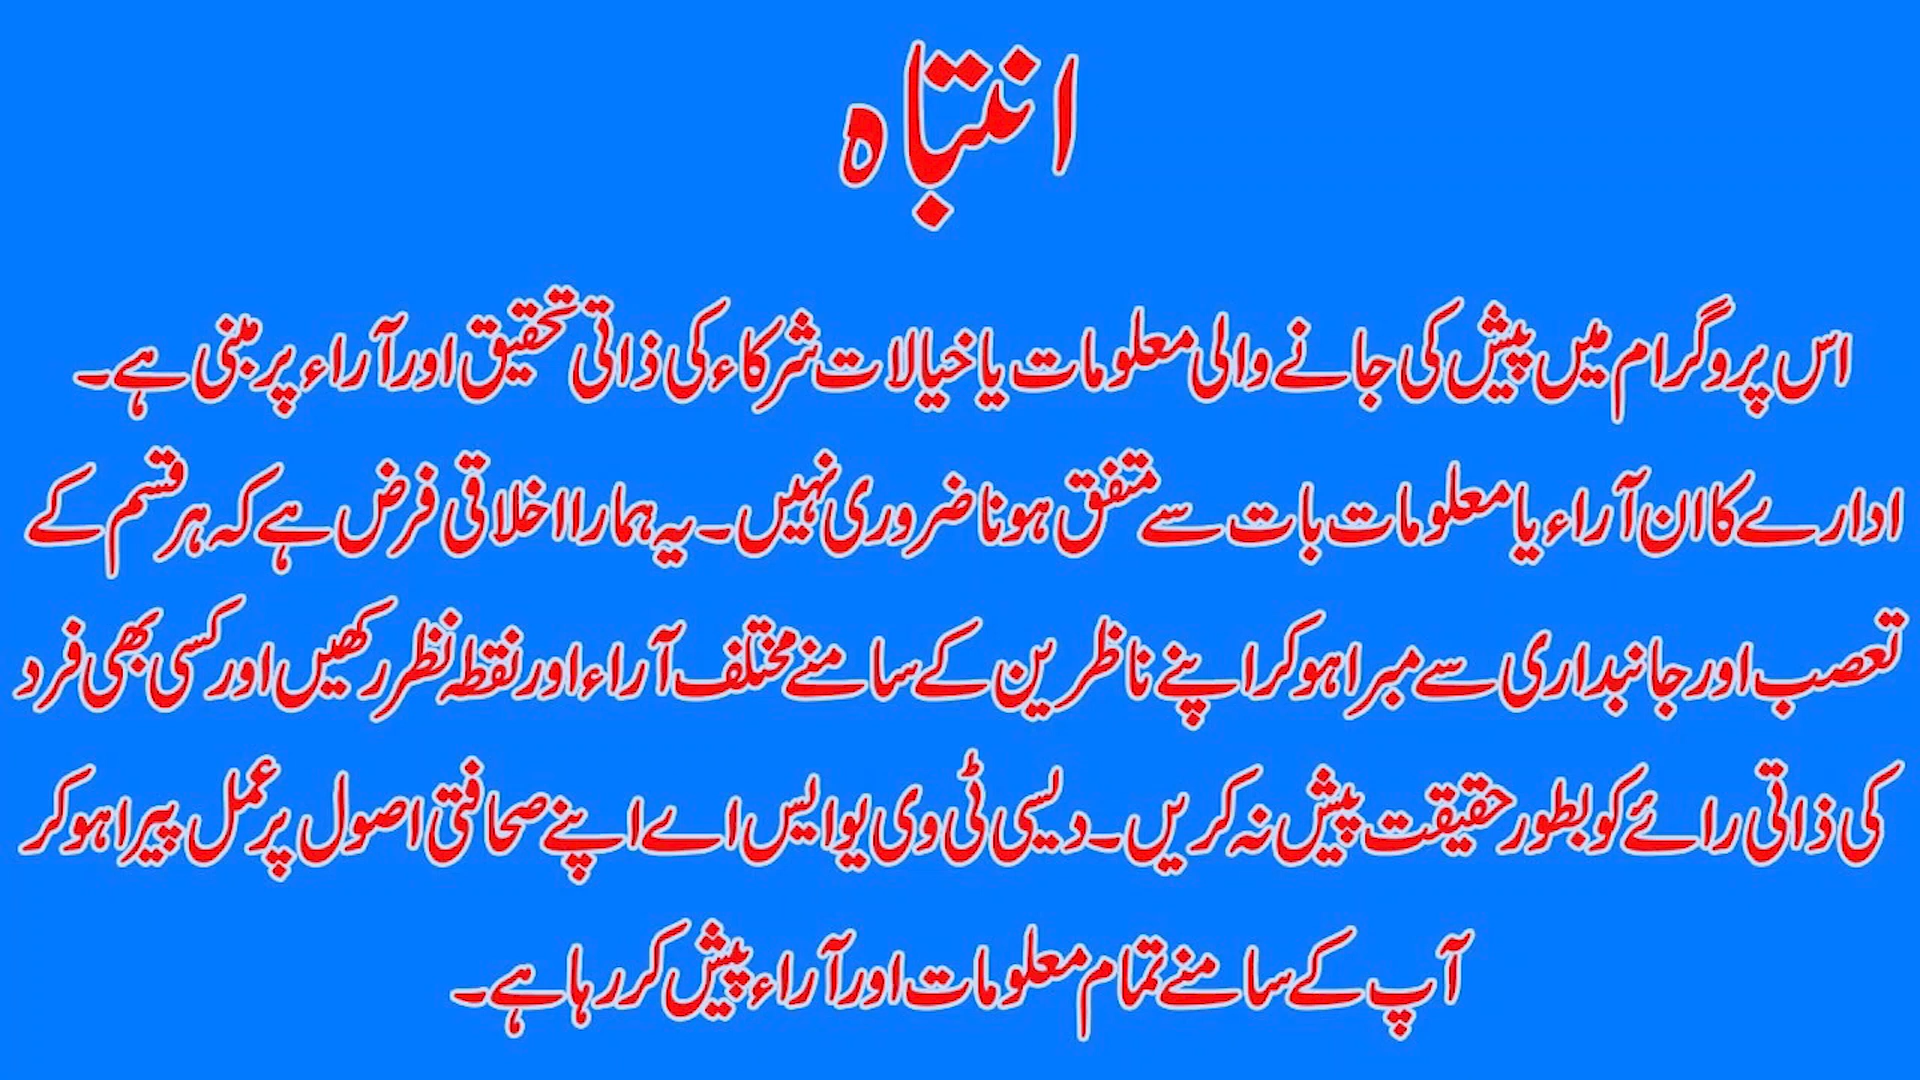 انتباہ
اس پروگرام میں پیش کی جانے والی معلومات یا خیالات شرکاء کی ذاتی تحقیق اور آراء پر مبنی ہے۔
ادارے کا ان آراء یا معلومات بات سے متفق ہونا ضروری نہیں۔ یہ ہمارا اخلاقی فرض ہے کہ ہر قسم کے
تعصب اور جانبداری سے مبرا ہو کر اپنے ناظرین کے سامنے مختلف آراء اور نقطہ نظر رکھیں اور کسی بھی فرد
کی ذاتی رائے کو بطور حقیقت پیش نہ کریں۔ دیسی ٹی وی یو ایس اے اپنے صحافتی اصول پر عمل پیرا ہو کر
آپ کے سامنے تمام معلومات اور آراء پیش کر رہا ہے۔